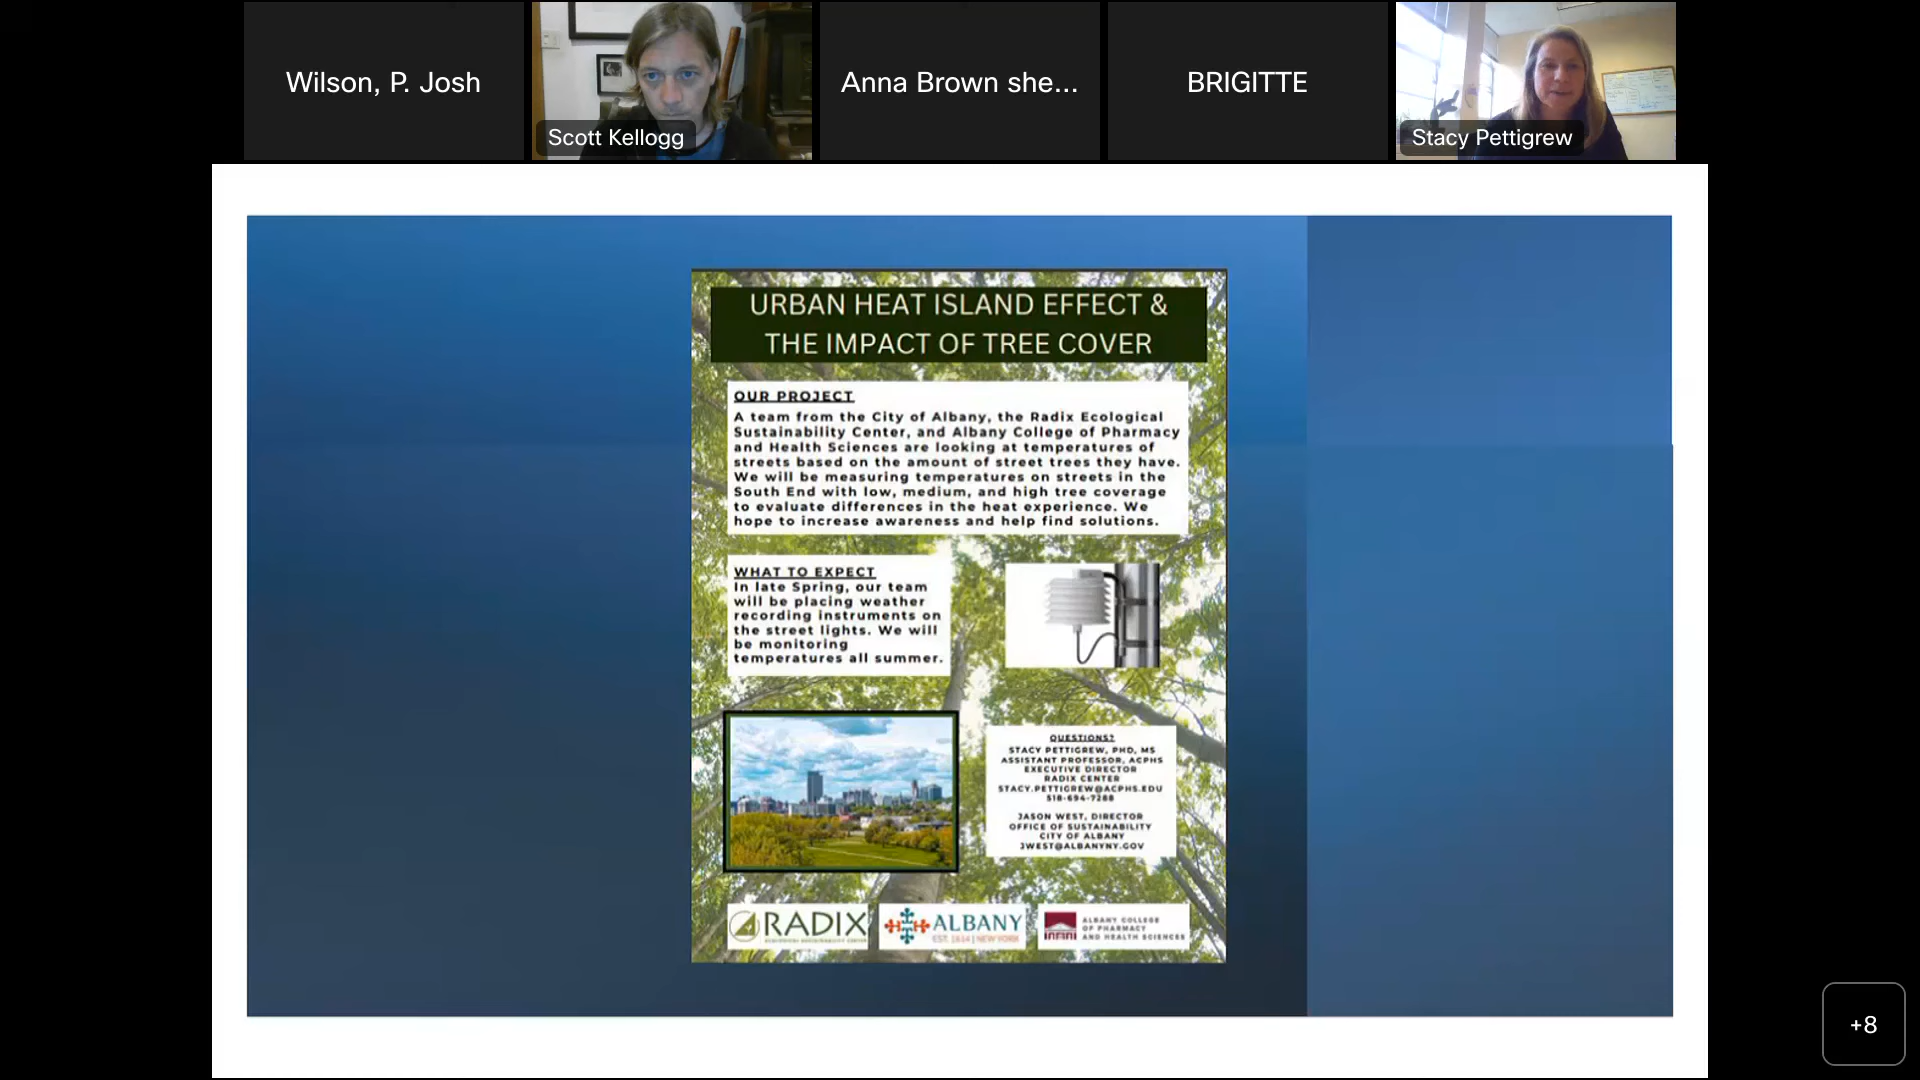 Wilson, P. Josh
Scott Kellogg
Anna Brown she...
BRIGITTE
Stacy Pettigrew
URBAN HEAT ISLAND EFFECT &
THE IMPACT OF TREE COVER
OUR PROJECT
A team from the City of Albany, the Radix Ecological
Sustainability Center, and Albany College of Pharmacy
and Health Sciences are looking at temperatures of
streets based on the amount of street trees they have.
We will be measuring temperatures on streets in the
South End with low, medium, and high tree coverage
to evaluate differences in the heat experience. We
hope to increase awareness and help find solutions.
WHAT TO EXPECT
In late Spring, our team
will be placing weather
recording instruments on
the street lights. We will
be monitoring
temperatures all summer.
QUESTIONS?
STACY PETTIGREW, PHD, MS
ASSISTANT PROFESSOR, ACPHS
EXECUTIVE DIRECTOR
RADIX CENTER
STACY.PETTIGREW@ACPHS.EDU
518-694-7288
JASON WEST, DIRECTOR
OFFICE OF SUSTAINABILITY
CITY OF ALBANY
JWEST@ALBANYNY.GOV
RADIX
ECOLOGICAL SUSTAINABILITY CENTER
ALBANY
EST. 1614 | NEW YORK
ALBANY COLLEGE
OF PHARMACY
AND HEALTH SCIENCES
+8